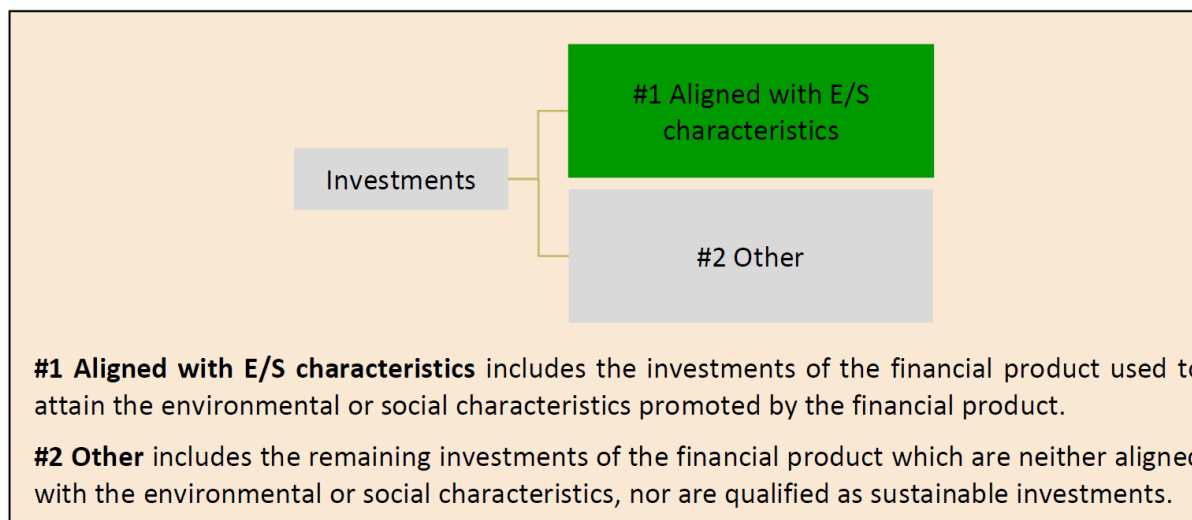 #1 Aligned with E/S
characteristics
Investments
#2 Other
#1 Aligned with E/S characteristics includes the investments of the financial product used to
attain the environmental or social characteristics promoted by the financial product.
#2 Other includes the remaining investments of the financial product which are neither aligned
with the environmental or social characteristics, nor are qualified as sustainable investments.